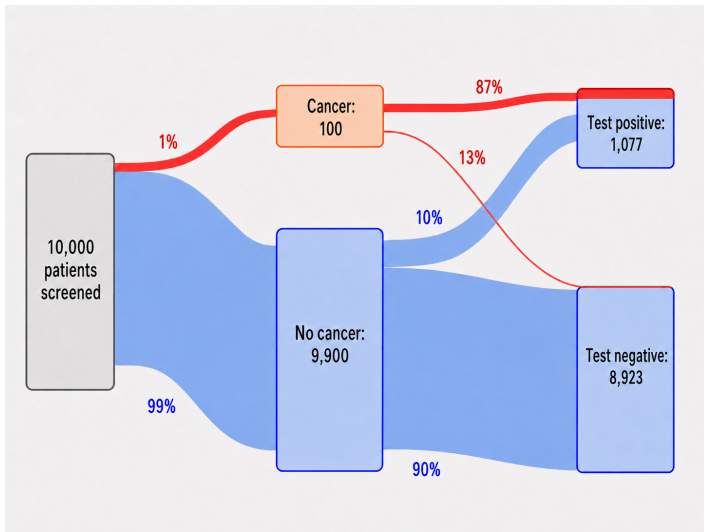 10,000
patients
screened
1%
99%
Cancer:
100
No cancer:
9,900
87%
13%
10%
90%
Test positive:
1,077
Test negative:
8,923